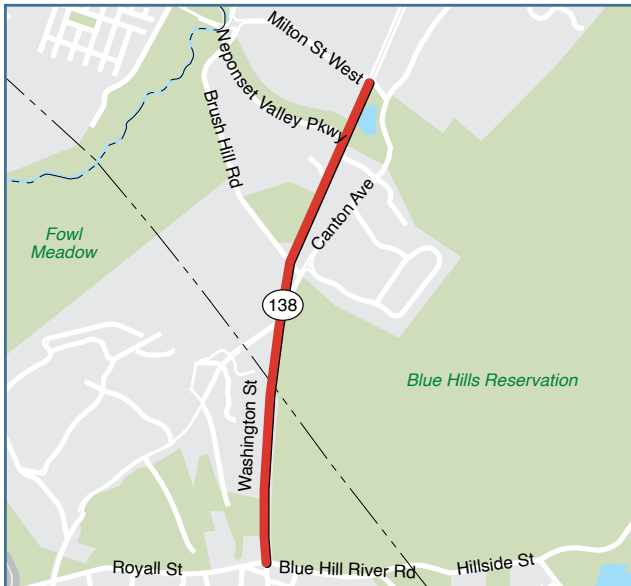 Milton St West
Neponset Valley Pkwy
Brush Hill Rd
Canton Ave
Fowl
Meadow
138
Blue Hills Reservation
Washington St
Royall St
Blue Hill River Rd
Hillside St